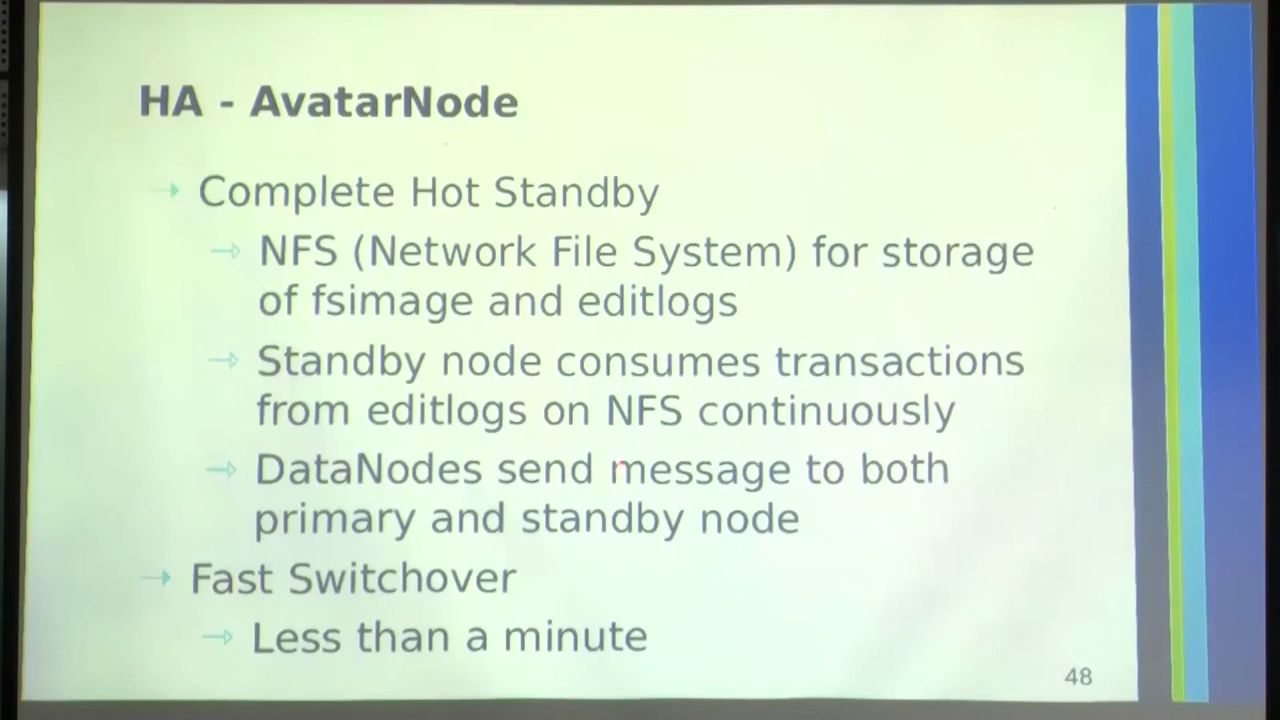 HA - AvatarNode
Complete Hot Standby
NFS (Network File System) for storage
of fsimage and editlogs
Standby node consumes transactions
from editlogs on NFS continuously
DataNodes send message to both
primary and standby node
Fast Switchover
Less than a minute
48